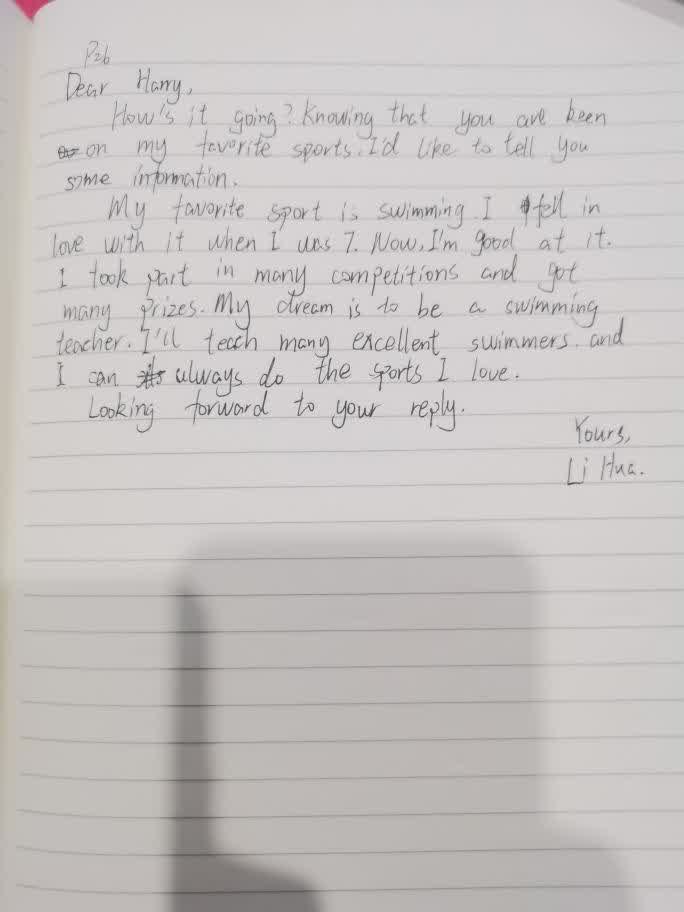 P26
Dear Harry,
How's it going? Knowing that you are been
on my favorite sports. I'd like to tell you
some information.
My favorite sport is swimming. I fell in
love with it when I was 7. Now, I'm good at it.
I took part in many competitions and got
many prizes. My dream is to be a swimming
teacher. I'll teach many excellent swimmers. and
I can always do the sports I love.
Looking forward to your reply.
Yours,
Li Hua.